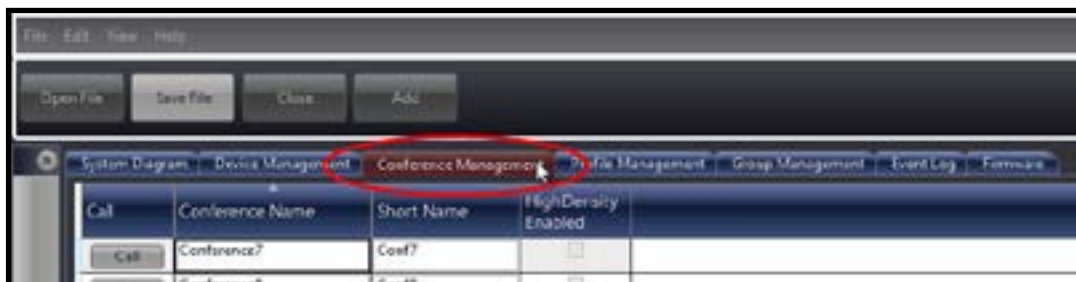 File Edit View Help
Open File Save File Close Add
System Diagram Device Management Conference Management Profile Management Group Management Event Log Firmware
Call Conference Name Short Name HighDensity Enabled
Call Conference7 Conf7